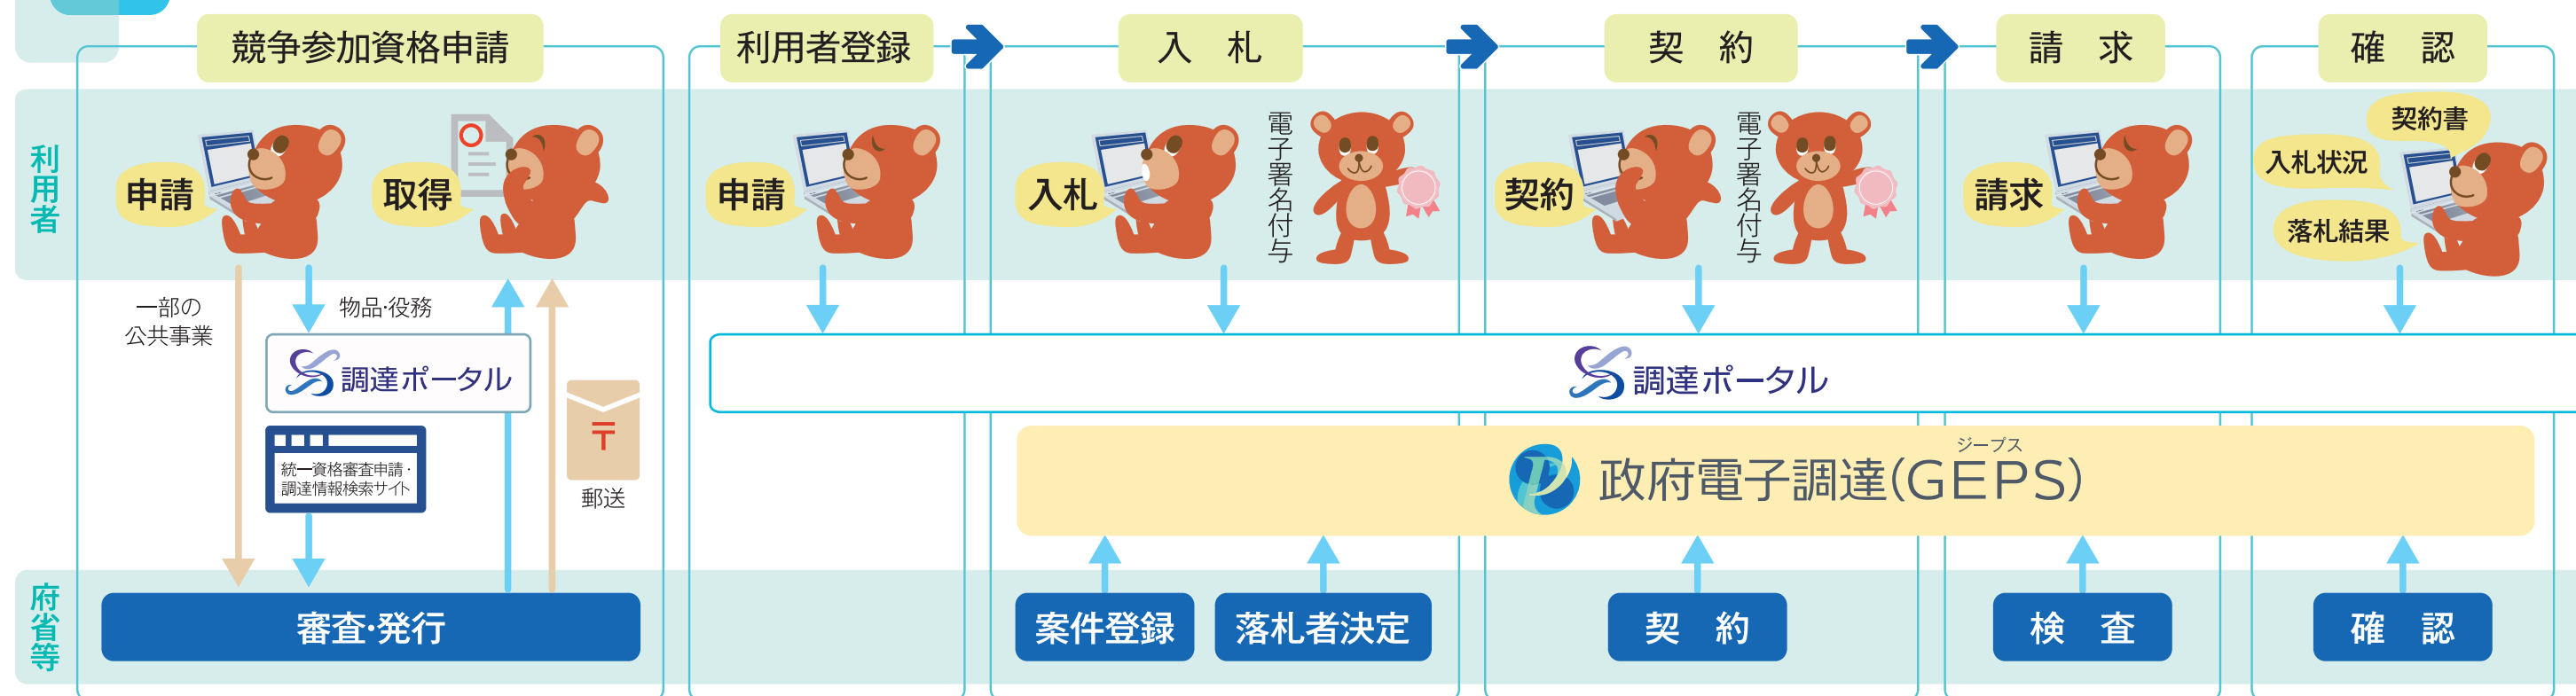 競争参加資格申請
利用者登録
入　札
契　約
請　求
確　認
利用者
申請
取得
申請
入札
電子署名付与
契約
電子署名付与
請求
契約書
入札状況
落札結果
一部の
公共事業
物品･役務
調達ポータル
統一資格審査申請・
調達情報検索サイト
〒
郵送
調達ポータル
ジープス
政府電子調達(GEPS)
府省等
審査･発行
案件登録
落札者決定
契　約
検　査
確　認